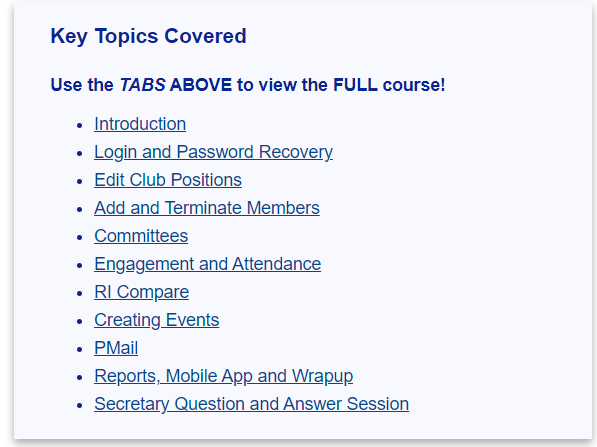 Key Topics Covered
Use the TABS ABOVE to view the FULL course!
• Introduction
• Login and Password Recovery
• Edit Club Positions
• Add and Terminate Members
• Committees
• Engagement and Attendance
• RI Compare
• Creating Events
• PMail
• Reports, Mobile App and Wrapup
• Secretary Question and Answer Session